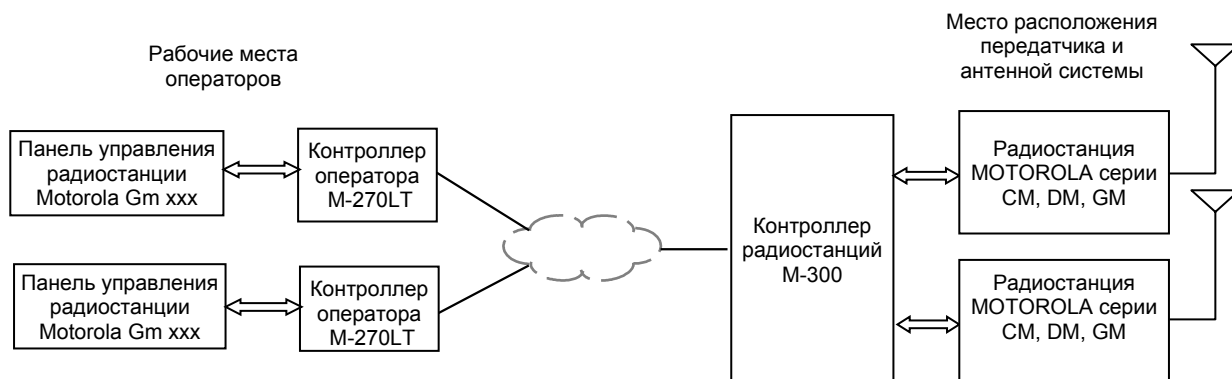 Рабочие места
операторов
Место расположения
передатчика и
антенной системы
Панель управления
радиостанции
Motorola Gm xxx
Контроллер
оператора
M-270LT
Панель управления
радиостанции
Motorola Gm xxx
Контроллер
оператора
M-270LT
Контроллер
радиостанций
М-300
Радиостанция
MOTOROLA серии
CM, DM, GM
Радиостанция
MOTOROLA серии
CM, DM, GM